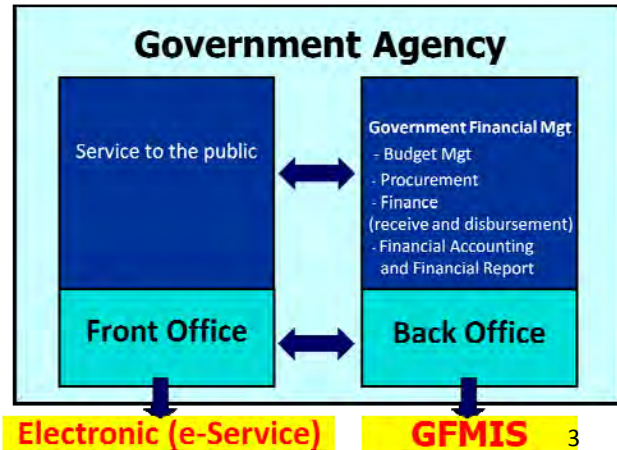 Government Agency
Service to the public
Government Financial Mgt
- Budget Mgt
- Procurement
- Finance
(receive and disbursement)
- Financial Accounting
and Financial Report
Front Office
Back Office
Electronic (e-Service)
GFMIS
3